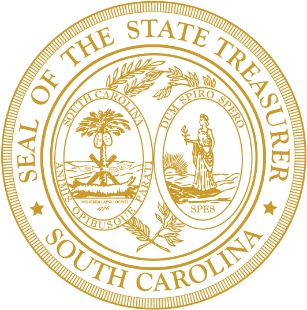 SEAL OF THE STATE TREASURER
SOUTH CAROLINA
SOUTH CAROLINA
ANIMIS OPIBUSQUE PARATI
1776
DUM SPIRO SPERO
SPES